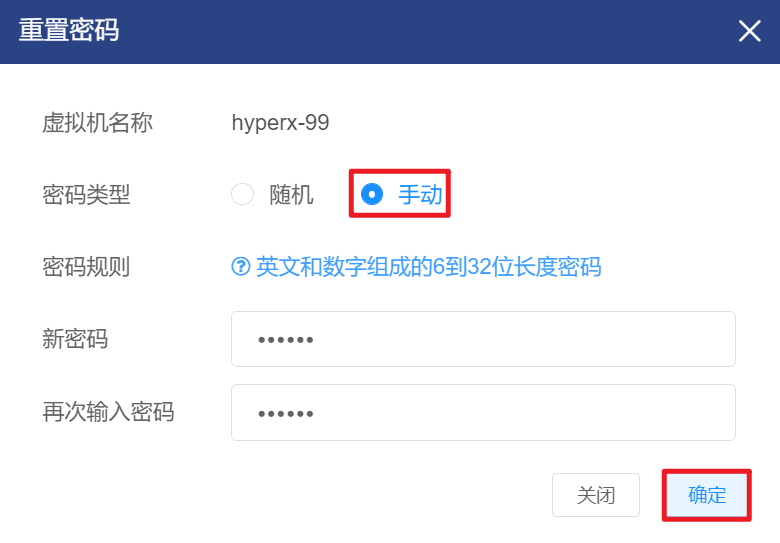 重置密码
虚拟机名称 hyperx-99
密码类型 随机 手动
密码规则 英文和数字组成的6到32位长度密码
新密码 ••••••
再次输入密码 ••••••
关闭 确定